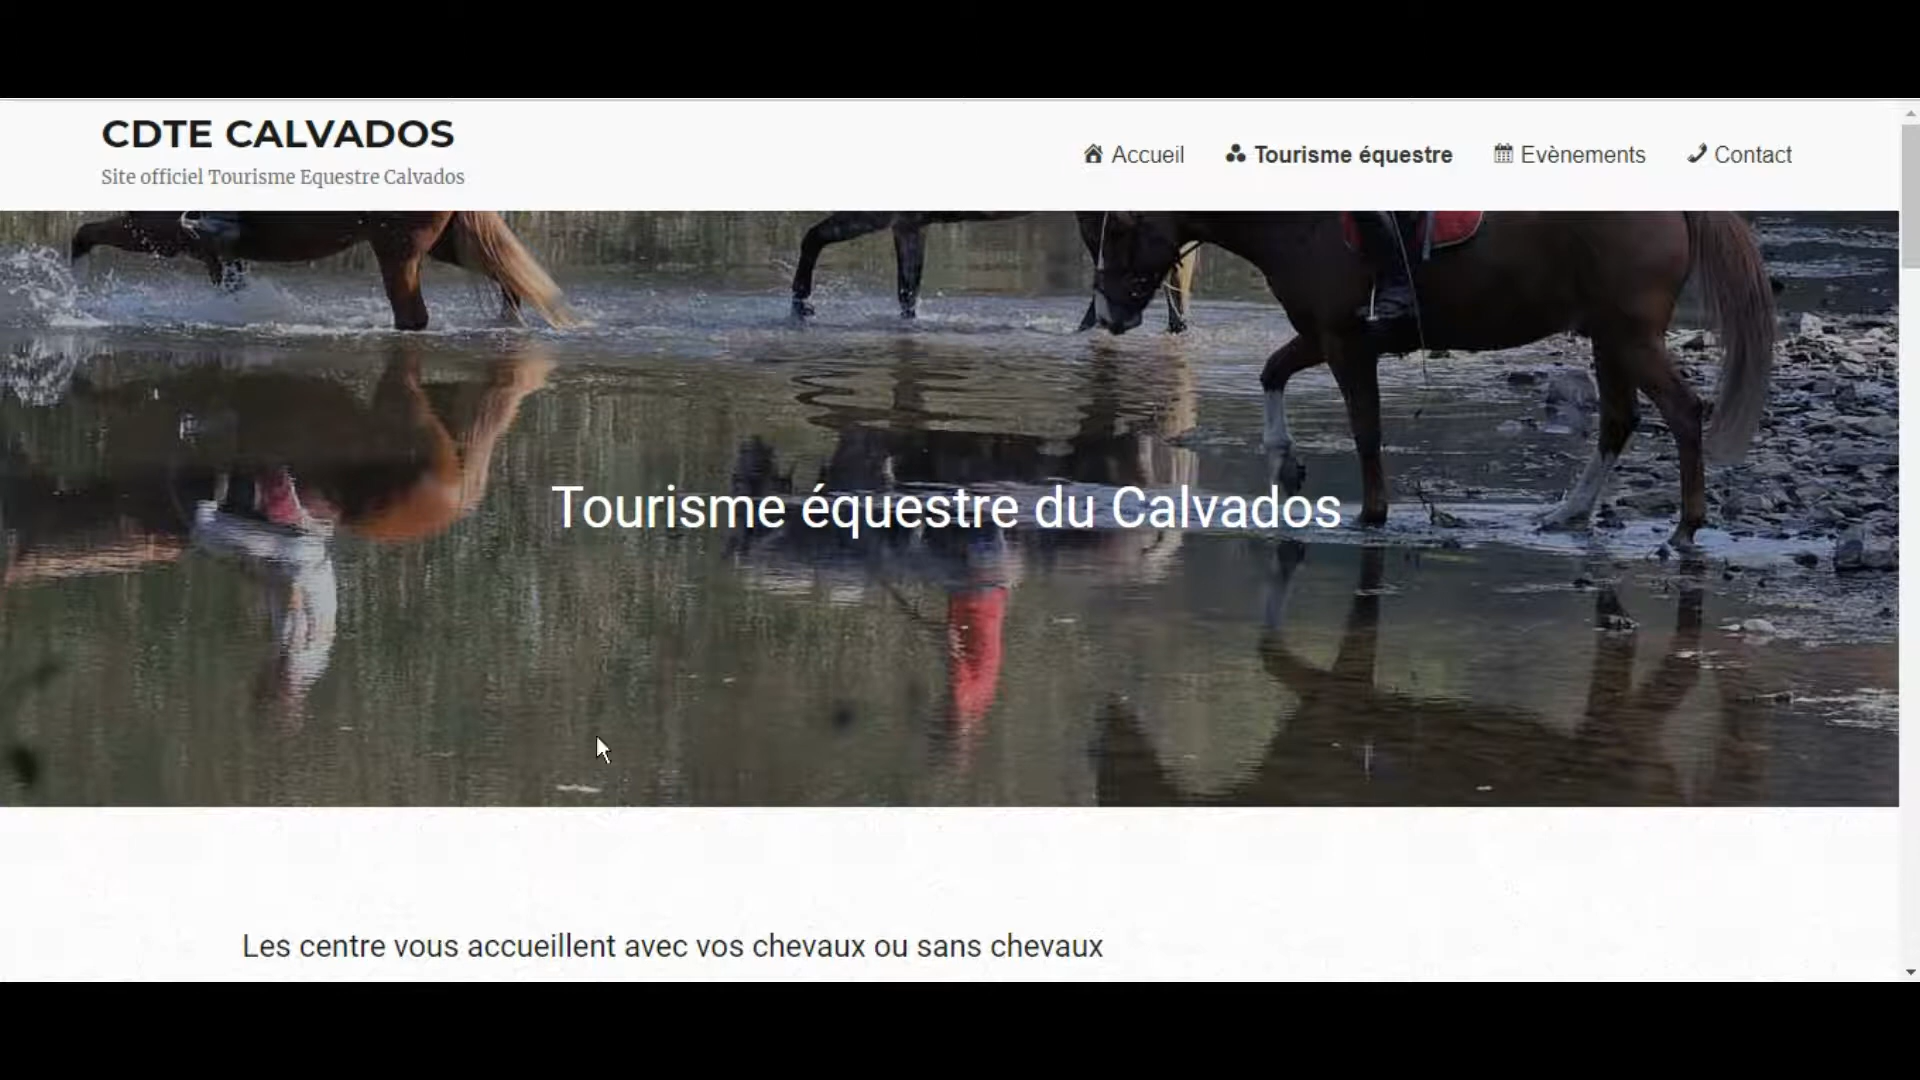 CDTE CALVADOS
Site officiel Tourisme Equestre Calvados
Accueil
Tourisme équestre
Evènements
Contact
Tourisme équestre du Calvados
Les centre vous accueillent avec vos chevaux ou sans chevaux